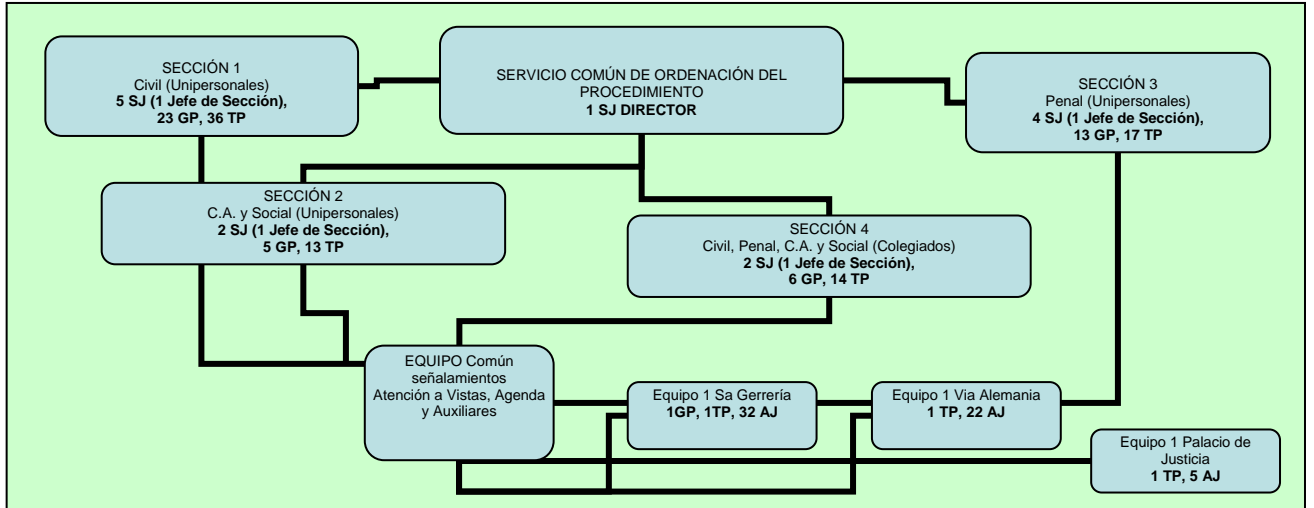 SECCIÓN 1
Civil (Unipersonales)
5 SJ (1 Jefe de Sección),
23 GP, 36 TP
SERVICIO COMÚN DE ORDENACIÓN DEL
PROCEDIMIENTO
1 SJ DIRECTOR
SECCIÓN 3
Penal (Unipersonales)
4 SJ (1 Jefe de Sección),
13 GP, 17 TP
SECCIÓN 2
C.A. y Social (Unipersonales)
2 SJ (1 Jefe de Sección),
5 GP, 13 TP
SECCIÓN 4
Civil, Penal, C.A. y Social (Colegiados)
2 SJ (1 Jefe de Sección),
6 GP, 14 TP
EQUIPO Común
señalamientos
Atención a Vistas, Agenda
y Auxiliares
Equipo 1 Sa Gerrería
1GP, 1TP, 32 AJ
Equipo 1 Via Alemania
1 TP, 22 AJ
Equipo 1 Palacio de
Justicia
1 TP, 5 AJ